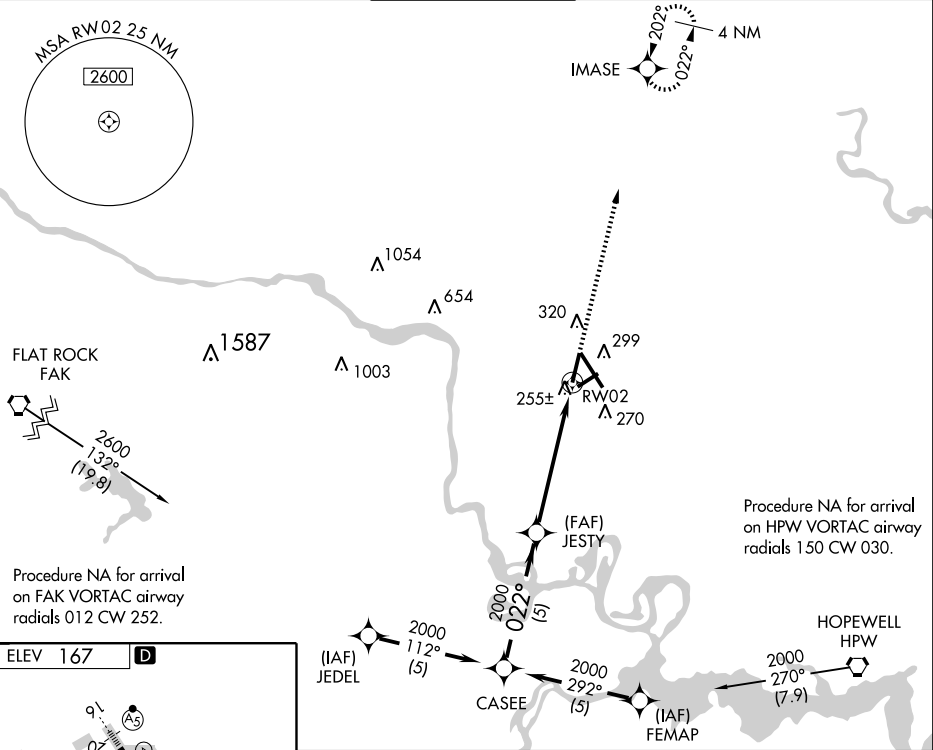 MSA RW02 25 NM
2600
202°
4 NM
022°
IMASE
1054
654
1587
1003
320
299
255±
RW02
270
FLAT ROCK
FAK
2600
132°
(19.8)
Procedure NA for arrival
on FAK VORTAC airway
radials 012 CW 252.
(FAF)
JESTY
2000
022°
(5)
Procedure NA for arrival
on HPW VORTAC airway
radials 150 CW 030.
(IAF)
JEDEL
2000
112°
(5)
CASEE
2000
292°
(5)
(IAF)
FEMAP
HOPEWELL
HPW
2000
270°
(7.9)
ELEV 167
D
16
A5